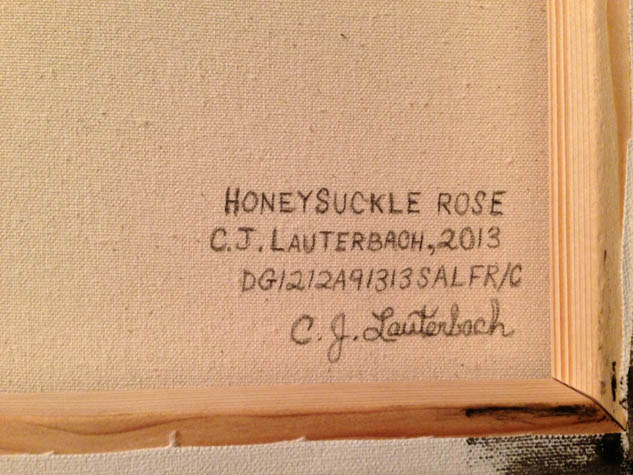 HONEYSUCKLE ROSE
C.J. LAUTERBACH, 2013
DG1212A91313SALFR/C
C. J. Lauterbach